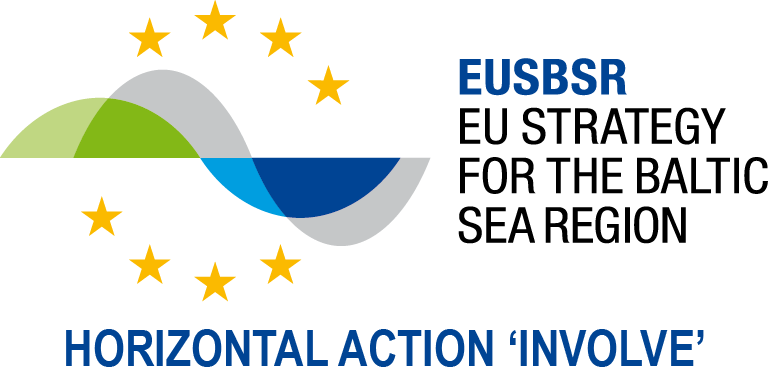 EUSBSR
EU STRATEGY
FOR THE BALTIC
SEA REGION
HORIZONTAL ACTION ‘INVOLVE’